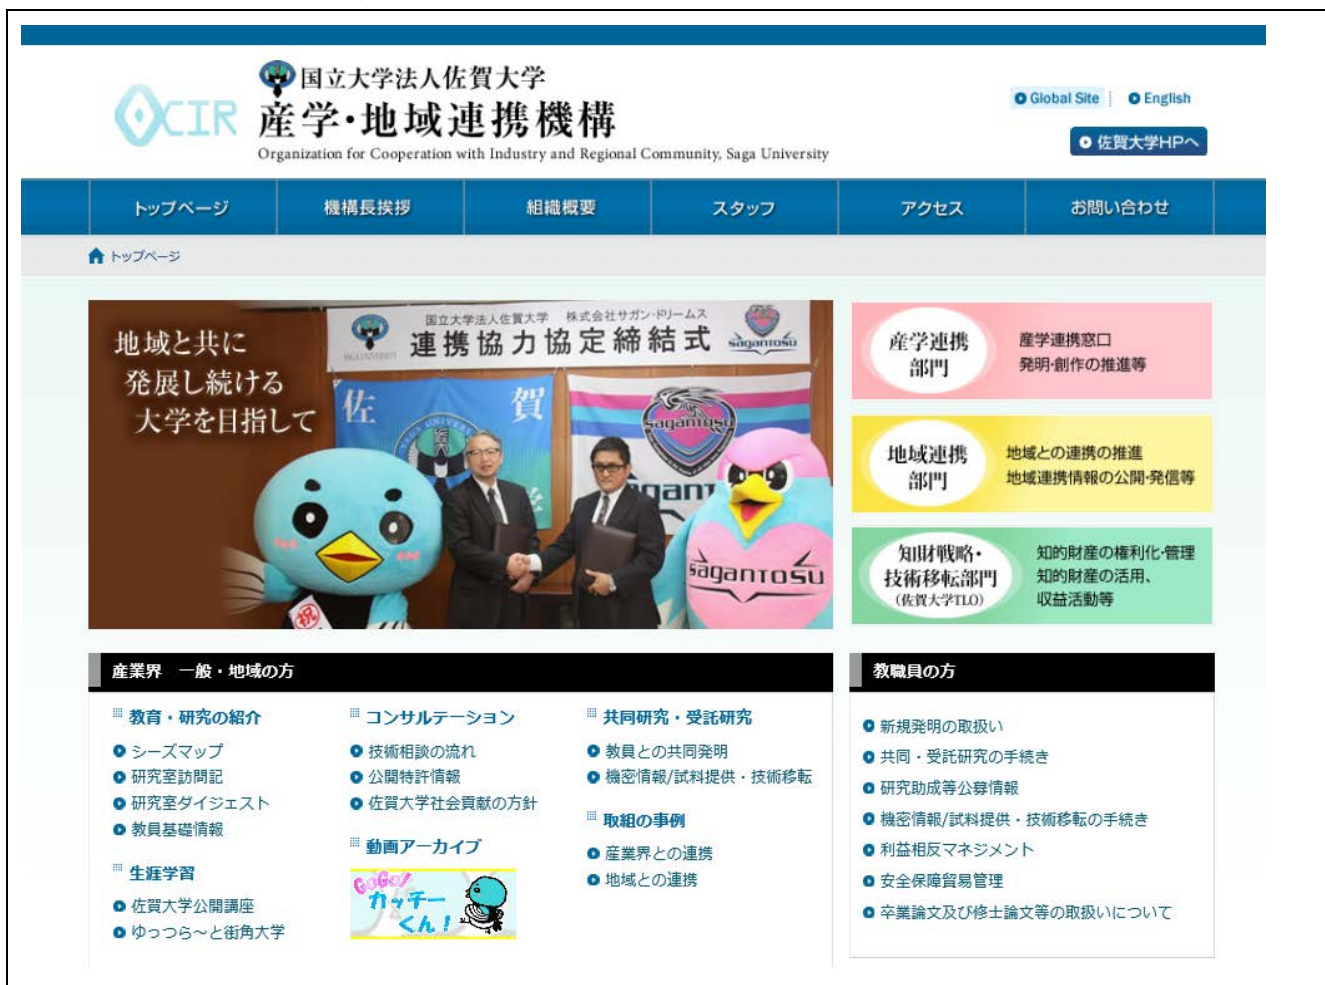 OCIR
国立大学法人佐賀大学
産学・地域連携機構
Organization for Cooperation with Industry and Regional Community, Saga University
Global Site
English
佐賀大学HPへ
トップページ
機構長挨拶
組織概要
スタッフ
アクセス
お問い合わせ
トップページ
地域と共に
発展し続ける
大学を目指して
国立大学法人佐賀大学 株式会社サガン・ドリームス
連携協力協定締結式
SAGA UNIVERSITY
sagantosu
佐賀
sagantosu
sagantosu
祝
産学連携
部門
産学連携窓口
発明・創作の推進等
地域連携
部門
地域との連携の推進
地域連携情報の公開・発信等
知財戦略・
技術移転部門
(佐賀大学TLO)
知的財産の権利化・管理
知的財産の活用、
収益活動等
産業界 一般・地域の方
教育・研究の紹介
シーズマップ
研究室訪問記
研究室ダイジェスト
教員基礎情報
生涯学習
佐賀大学公開講座
ゆっつら〜と街角大学
コンサルテーション
技術相談の流れ
公開特許情報
佐賀大学社会貢献の方針
動画アーカイブ
GoGo!
カッチー
くん!
共同研究・受託研究
教員との共同発明
機密情報/試料提供・技術移転
取組の事例
産業界との連携
地域との連携
教職員の方
新規発明の取扱い
共同・受託研究の手続き
研究助成等公募情報
機密情報/試料提供・技術移転の手続き
利益相反マネジメント
安全保障貿易管理
卒業論文及び修士論文等の取扱いについて